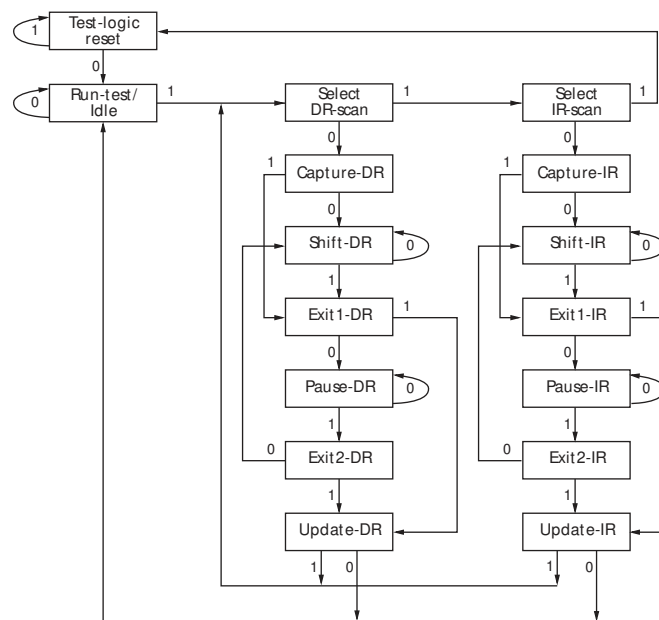 Test-logic
reset
1
0
Run-test/
Idle
0
1
Select
DR-scan
1
Select
IR-scan
1
0
0
1
Capture-DR
1
Capture-IR
0
0
Shift-DR
0
Shift-IR
0
1
1
Exit1-DR
1
Exit1-IR
1
0
0
Pause-DR
0
Pause-IR
0
1
1
0
Exit2-DR
0
Exit2-IR
1
1
Update-DR
Update-IR
1
0
1
0